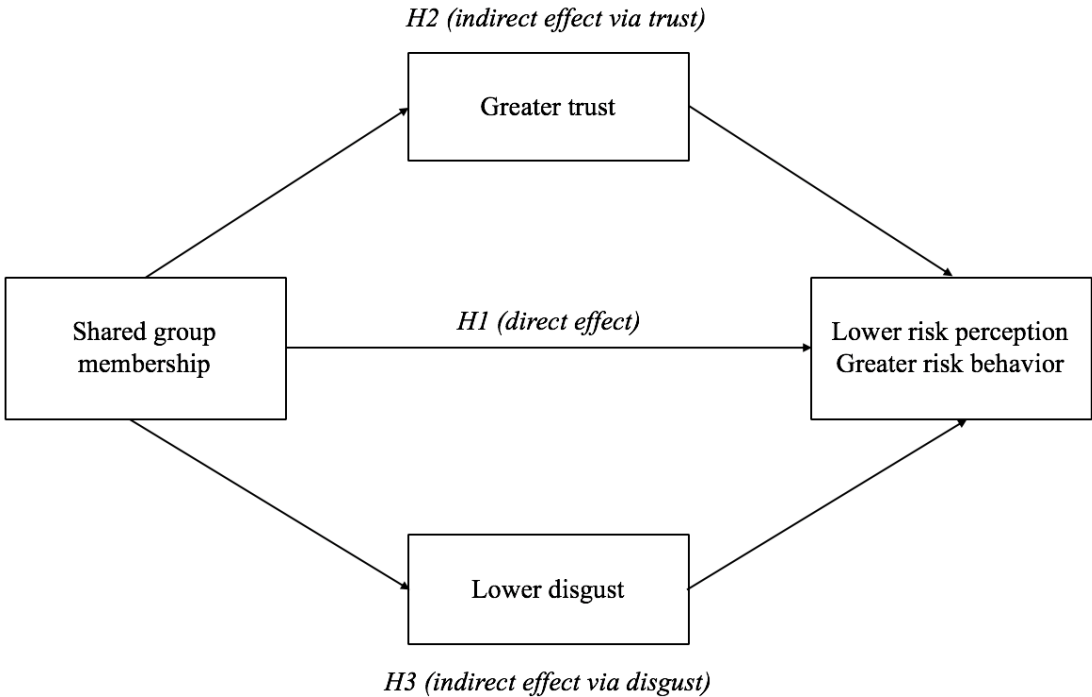 H2 (indirect effect via trust)
Greater trust
Shared group
membership
H1 (direct effect)
Lower risk perception
Greater risk behavior
Lower disgust
H3 (indirect effect via disgust)